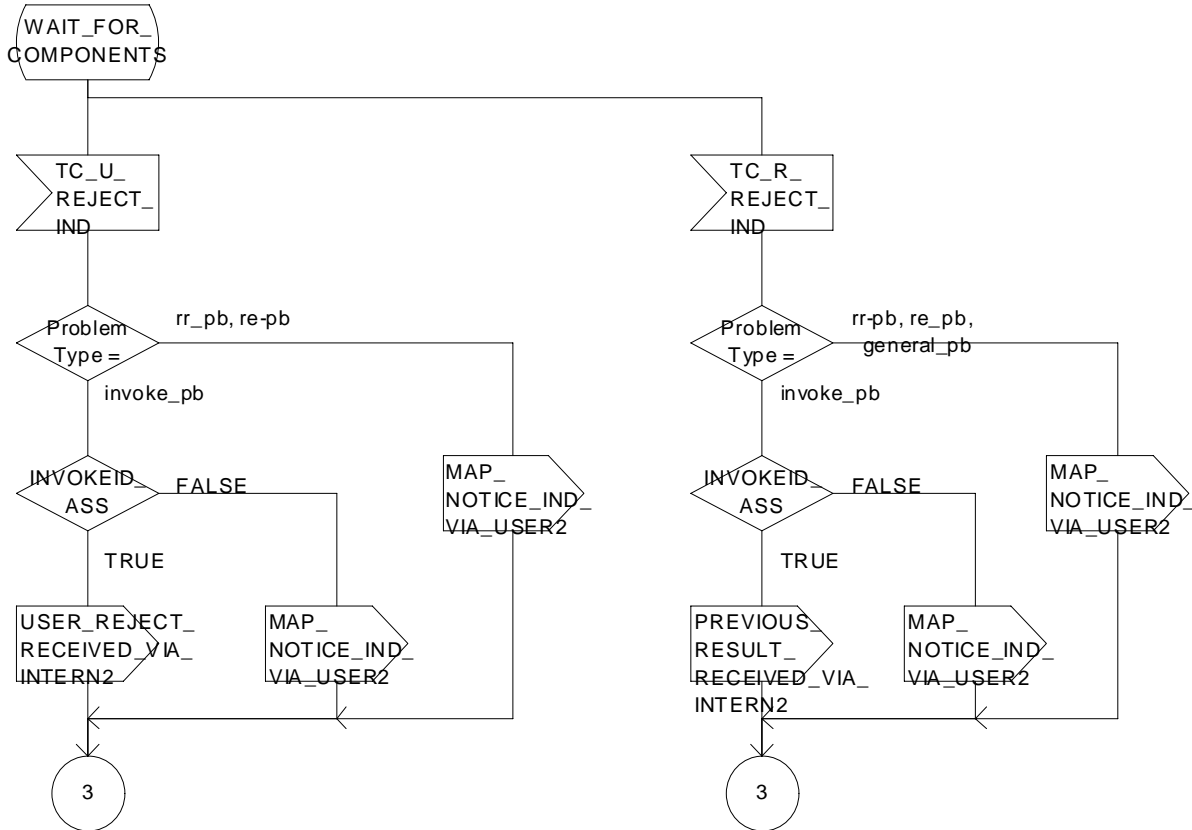 WAIT_FOR_
COMPONENTS
TC_U_
REJECT_
IND
TC_R_
REJECT_
IND
Problem
Type =
rr_pb, re-pb
invoke_pb
Problem
Type =
rr-pb, re_pb,
general_pb
invoke_pb
INVOKEID_
ASS
FALSE
TRUE
MAP_
NOTICE_IND_
VIA_USER2
INVOKEID_
ASS
FALSE
TRUE
MAP_
NOTICE_IND_
VIA_USER2
USER_REJECT_
RECEIVED_VIA_
INTERN2
MAP_
NOTICE_IND_
VIA_USER2
PREVIOUS_
RESULT_
RECEIVED_VIA_
INTERN2
MAP_
NOTICE_IND_
VIA_USER2
3
3